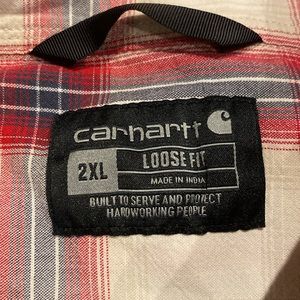 carhartt
2XL
LOOSE FIT
MADE IN INDIA
BUILT TO SERVE AND PROTECT
HARDWORKING PEOPLE